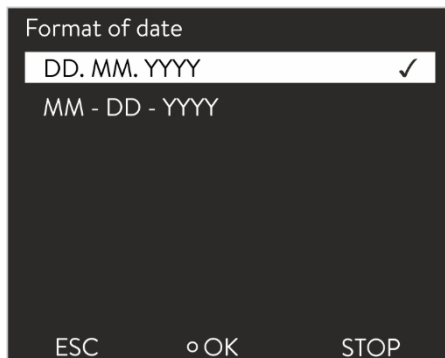 Format of date
DD. MM. YYYY ✓
MM - DD - YYYY
ESC ○ OK STOP